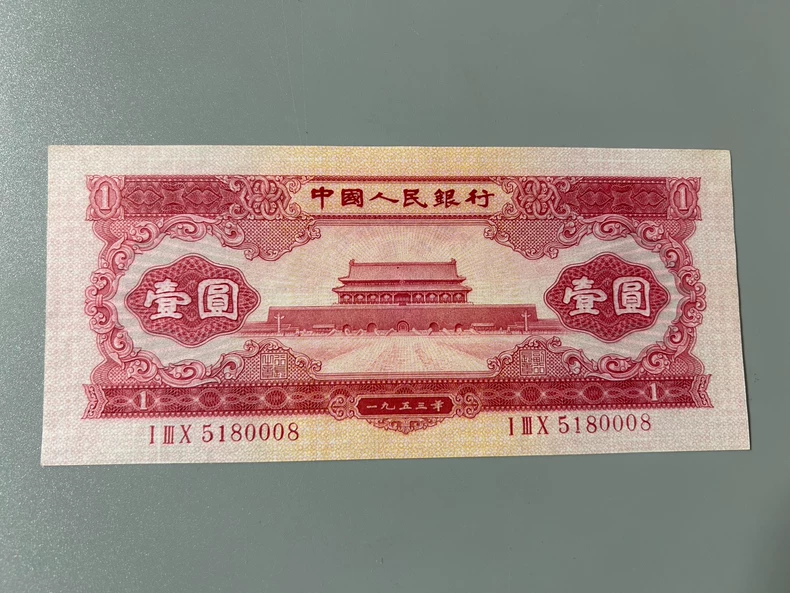 中國人民銀行
1 1
壹圓 壹圓
1 一九五三年 1
I III X 5180008 I III X 5180008